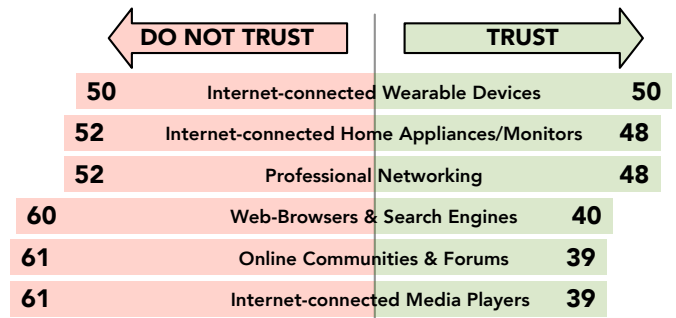 DO NOT TRUST TRUST
50 Internet-connected Wearable Devices 50
52 Internet-connected Home Appliances/Monitors 48
52 Professional Networking 48
60 Web-Browsers & Search Engines 40
61 Online Communities & Forums 39
61 Internet-connected Media Players 39